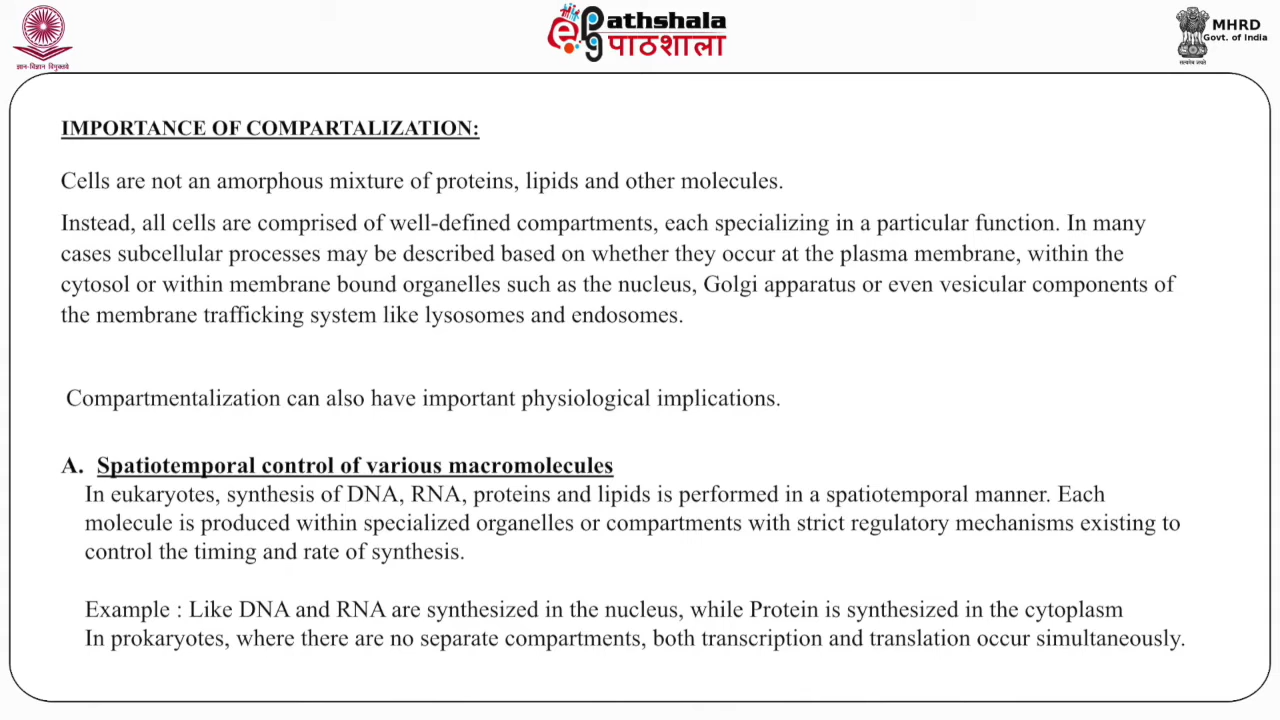 ज्ञान-विज्ञान विमुक्तये
ePathshala
पाठशाला
MHRD
Govt. of India
सत्यमेव जयते
IMPORTANCE OF COMPARTALIZATION:
Cells are not an amorphous mixture of proteins, lipids and other molecules.
Instead, all cells are comprised of well-defined compartments, each specializing in a particular function. In many
cases subcellular processes may be described based on whether they occur at the plasma membrane, within the
cytosol or within membrane bound organelles such as the nucleus, Golgi apparatus or even vesicular components of
the membrane trafficking system like lysosomes and endosomes.
Compartmentalization can also have important physiological implications.
A. Spatiotemporal control of various macromolecules
In eukaryotes, synthesis of DNA, RNA, proteins and lipids is performed in a spatiotemporal manner. Each
molecule is produced within specialized organelles or compartments with strict regulatory mechanisms existing to
control the timing and rate of synthesis.
Example : Like DNA and RNA are synthesized in the nucleus, while Protein is synthesized in the cytoplasm
In prokaryotes, where there are no separate compartments, both transcription and translation occur simultaneously.